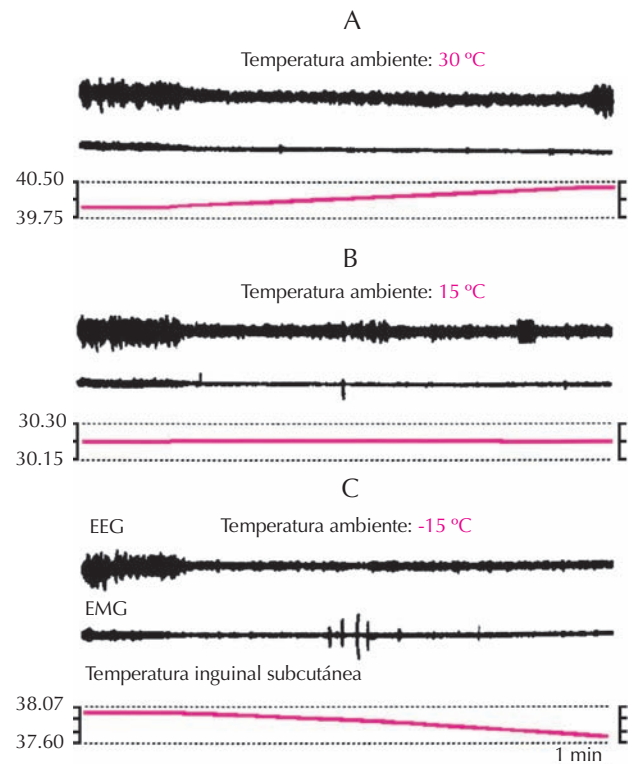 A
Temperatura ambiente: 30 ºC
40.50
39.75
B
Temperatura ambiente: 15 ºC
30.30
30.15
C
EEG
Temperatura ambiente: -15 ºC
EMG
Temperatura inguinal subcutánea
38.07
37.60
1 min